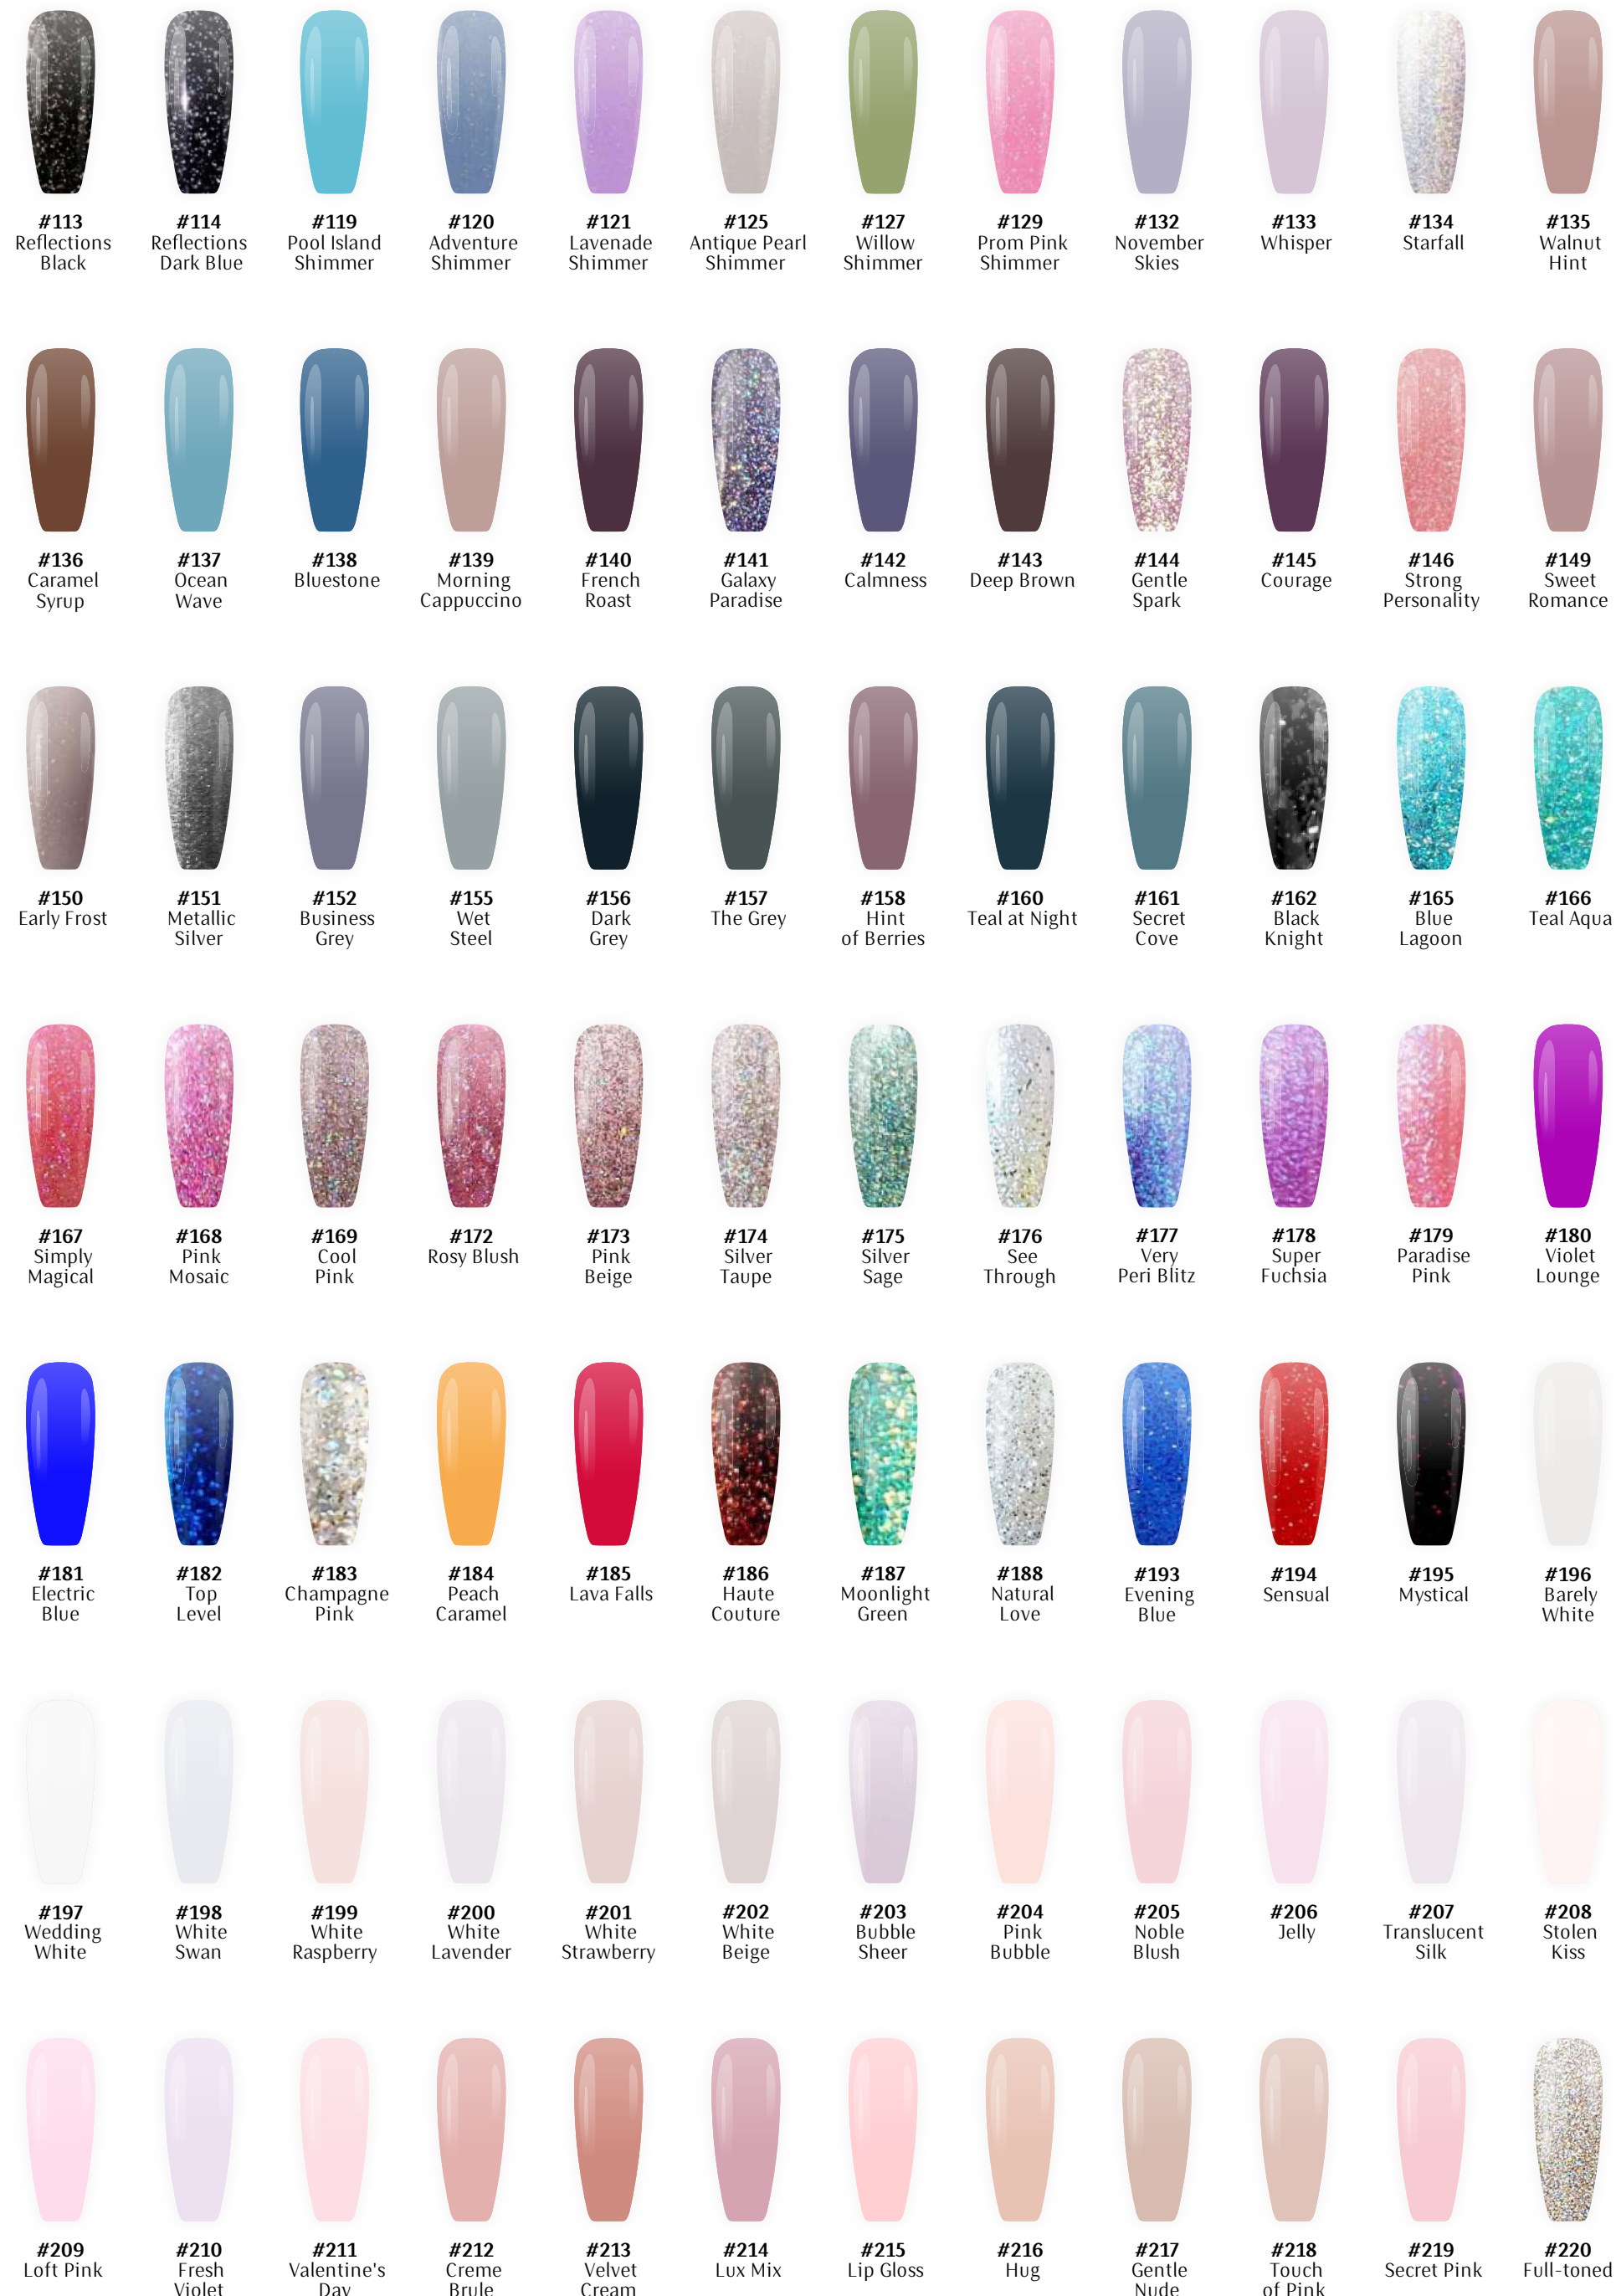 #113 #114 #119 #120 #121 #125 #127 #129 #132 #133 #134 #135
Reflections Reflections Pool Island Adventure Lavenade Antique Pearl Willow Prom Pink November Whisper Starfall Walnut
Black Dark Blue Shimmer Shimmer Shimmer Shimmer Shimmer Shimmer Skies Hint
#136 #137 #138 #139 #140 #141 #142 #143 #144 #145 #146 #149
Caramel Ocean Bluestone Morning French Galaxy Calmness Deep Brown Gentle Courage Strong Sweet
Syrup Wave Cappuccino Roast Paradise Spark Personality Romance
#150 #151 #152 #155 #156 #157 #158 #160 #161 #162 #165 #166
Early Frost Metallic Business Wet Dark The Grey Hint Teal at Night Secret Black Blue Teal Aqua
Silver Grey Steel Grey of Berries Cove Knight Lagoon
#167 #168 #169 #172 #173 #174 #175 #176 #177 #178 #179 #180
Simply Pink Cool Rosy Blush Pink Silver Silver See Very Super Paradise Violet
Magical Mosaic Pink Beige Taupe Sage Through Peri Blitz Fuchsia Pink Lounge
#181 #182 #183 #184 #185 #186 #187 #188 #193 #194 #195 #196
Electric Top Champagne Peach Lava Falls Haute Moonlight Natural Evening Sensual Mystical Barely
Blue Level Pink Caramel Couture Green Love Blue White
#197 #198 #199 #200 #201 #202 #203 #204 #205 #206 #207 #208
Wedding White White White White White Bubble Pink Noble Jelly Translucent Stolen
White Swan Raspberry Lavender Strawberry Beige Sheer Bubble Blush Silk Kiss
#209 #210 #211 #212 #213 #214 #215 #216 #217 #218 #219 #220
Loft Pink Fresh Valentine's Creme Velvet Lux Mix Lip Gloss Hug Gentle Touch Secret Pink Full-toned
Violet Day Brule Cream Nude of Pink